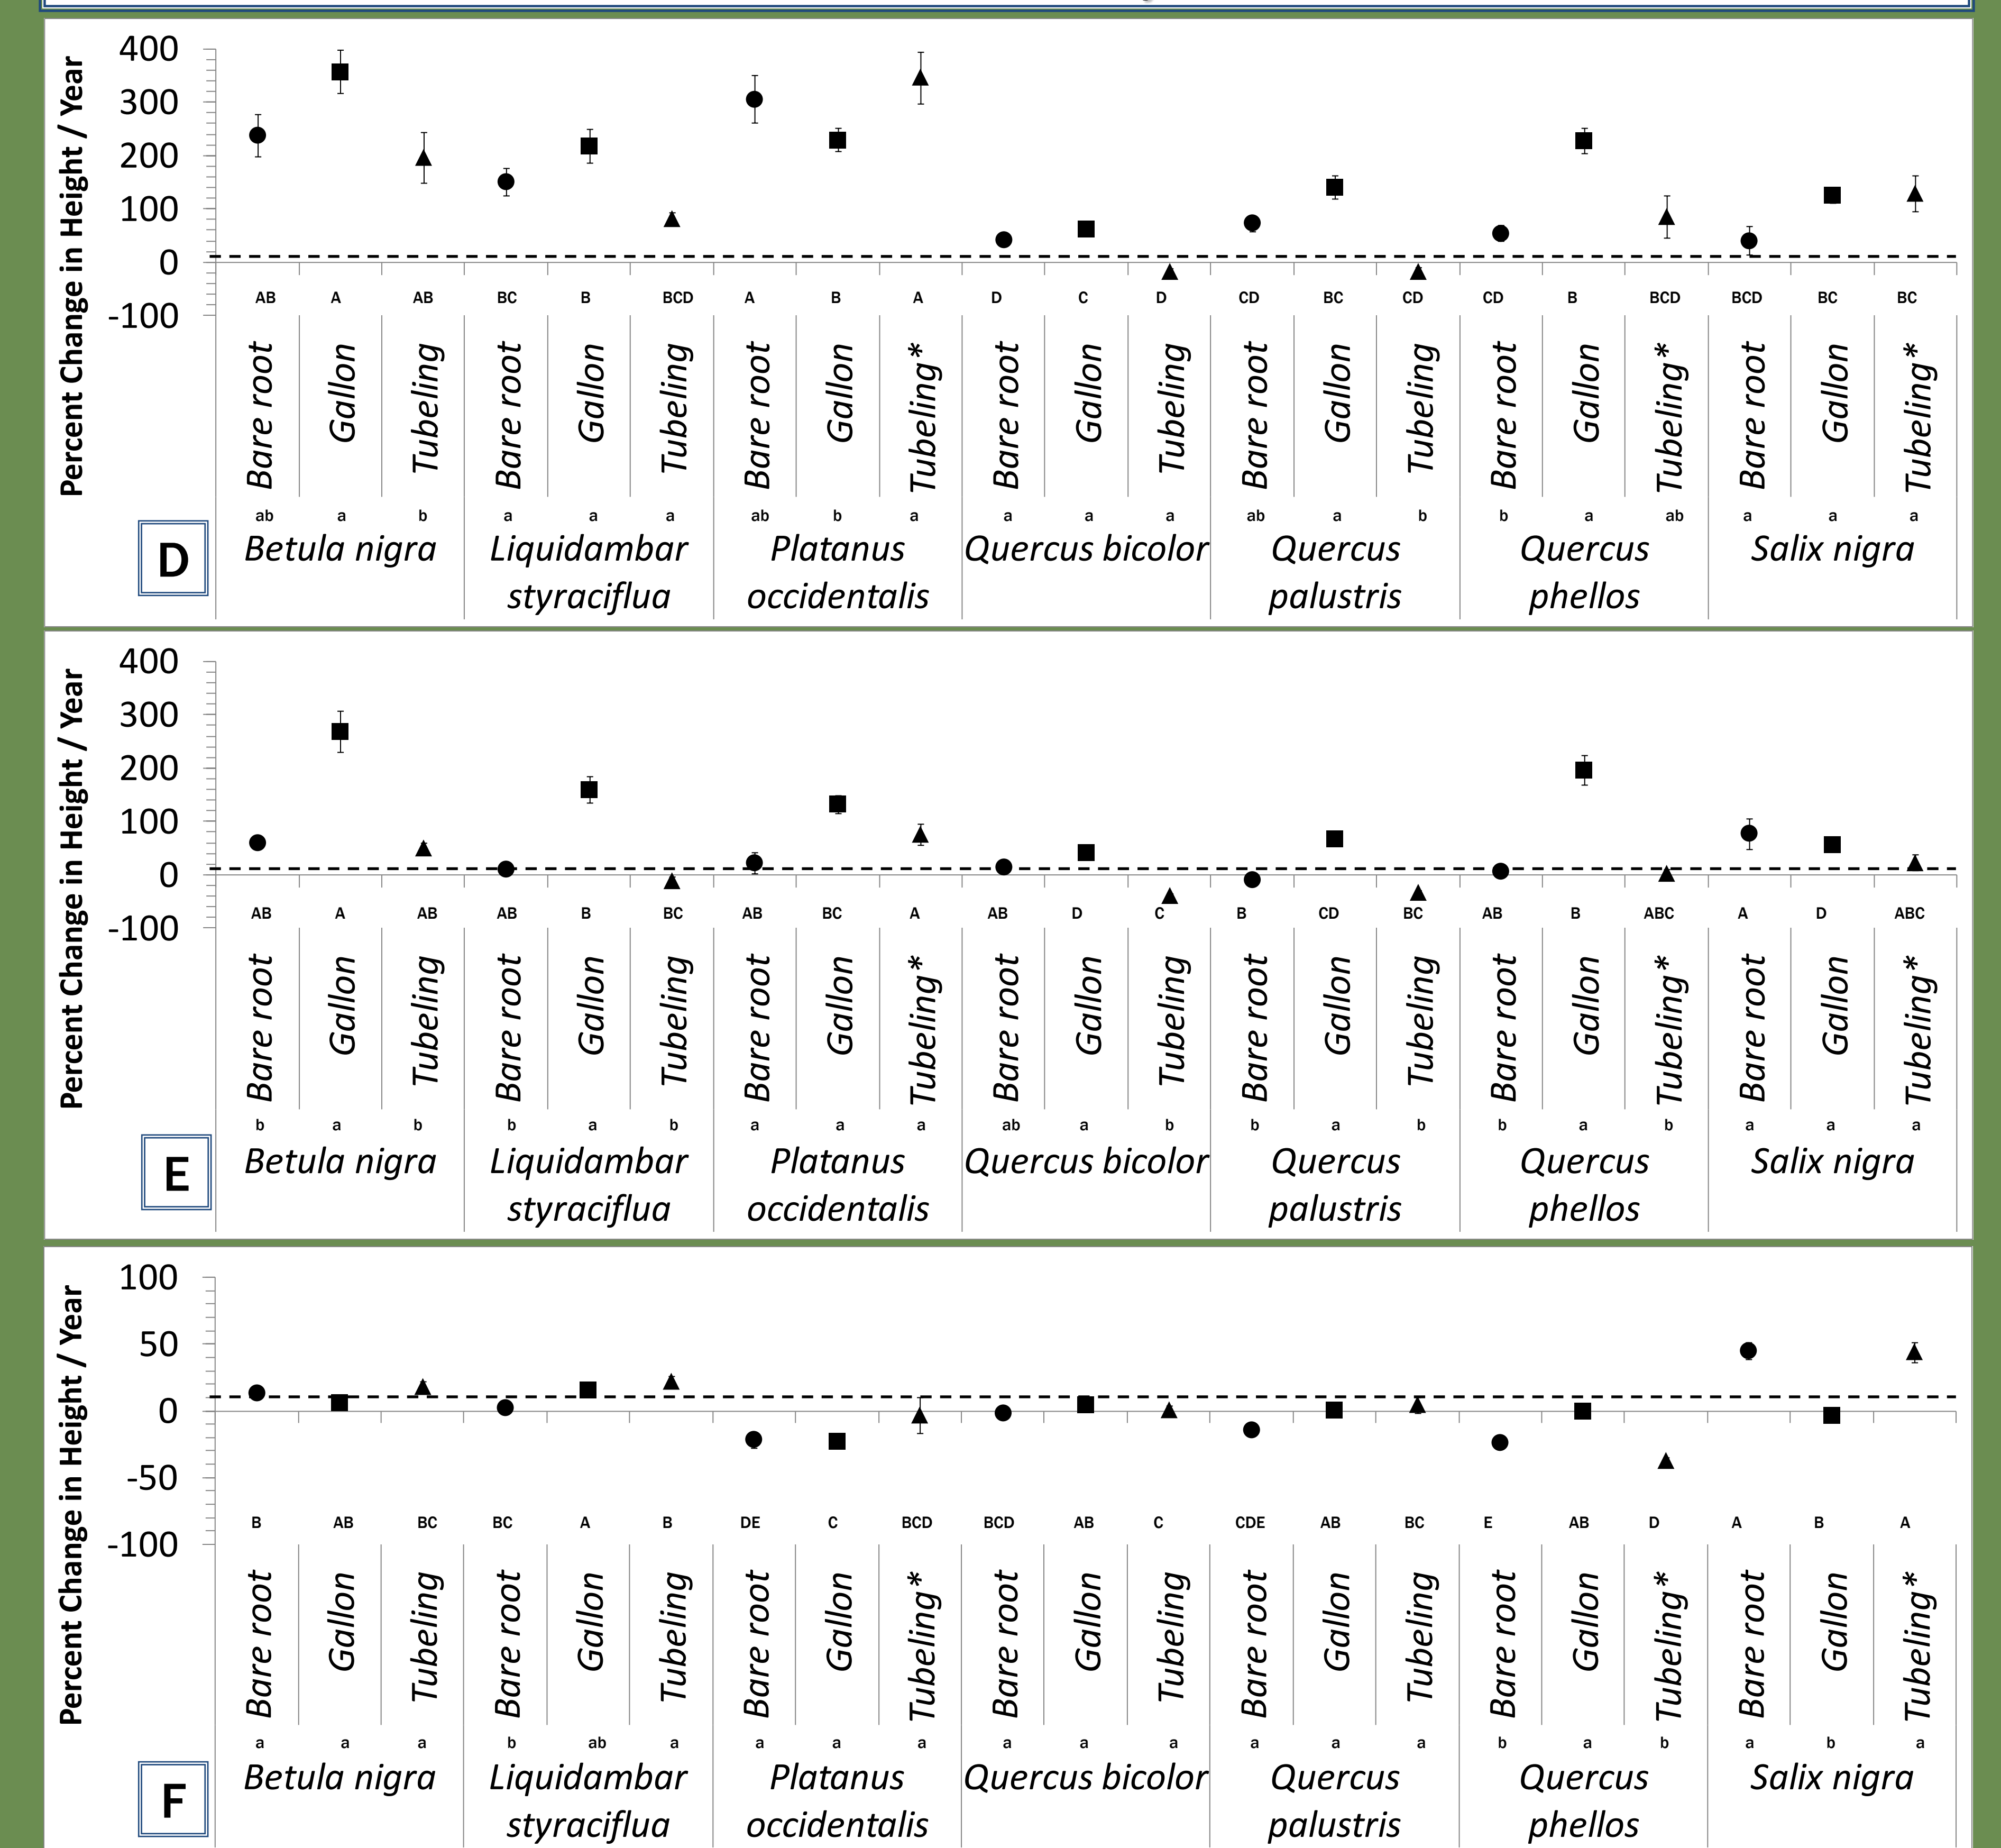 Percent Change in Height / Year
400
300
200
100
0
-100
AB A AB BC B BCD A B A D C D CD BC CD CD B BCD BCD BC BC
Bare root Gallon Tubeling Bare root Gallon Tubeling Bare root Gallon Tubeling* Bare root Gallon Tubeling Bare root Gallon Tubeling Bare root Gallon Tubeling* Bare root Gallon Tubeling*
ab a b a a a ab b a a a a ab a b b a ab a a a
D
Betula nigra Liquidambar Platanus Quercus bicolor Quercus Quercus Salix nigra
styraciflua occidentalis palustris phellos
Percent Change in Height / Year
400
300
200
100
0
-100
AB A AB AB B BC AB BC A AB D C B CD BC AB B ABC A D ABC
Bare root Gallon Tubeling Bare root Gallon Tubeling Bare root Gallon Tubeling* Bare root Gallon Tubeling Bare root Gallon Tubeling Bare root Gallon Tubeling* Bare root Gallon Tubeling*
b a b b a b a a a ab a b b a b b a b a a a
E
Betula nigra Liquidambar Platanus Quercus bicolor Quercus Quercus Salix nigra
styraciflua occidentalis palustris phellos
Percent Change in Height / Year
100
50
0
-50
-100
B AB BC BC A B DE C BCD BCD AB C CDE AB BC E AB D A B A
Bare root Gallon Tubeling Bare root Gallon Tubeling Bare root Gallon Tubeling* Bare root Gallon Tubeling Bare root Gallon Tubeling Bare root Gallon Tubeling* Bare root Gallon Tubeling*
a a a b ab a a a a a a a a a a b a b a b a
F
Betula nigra Liquidambar Platanus Quercus bicolor Quercus Quercus Salix nigra
styraciflua occidentalis palustris phellos